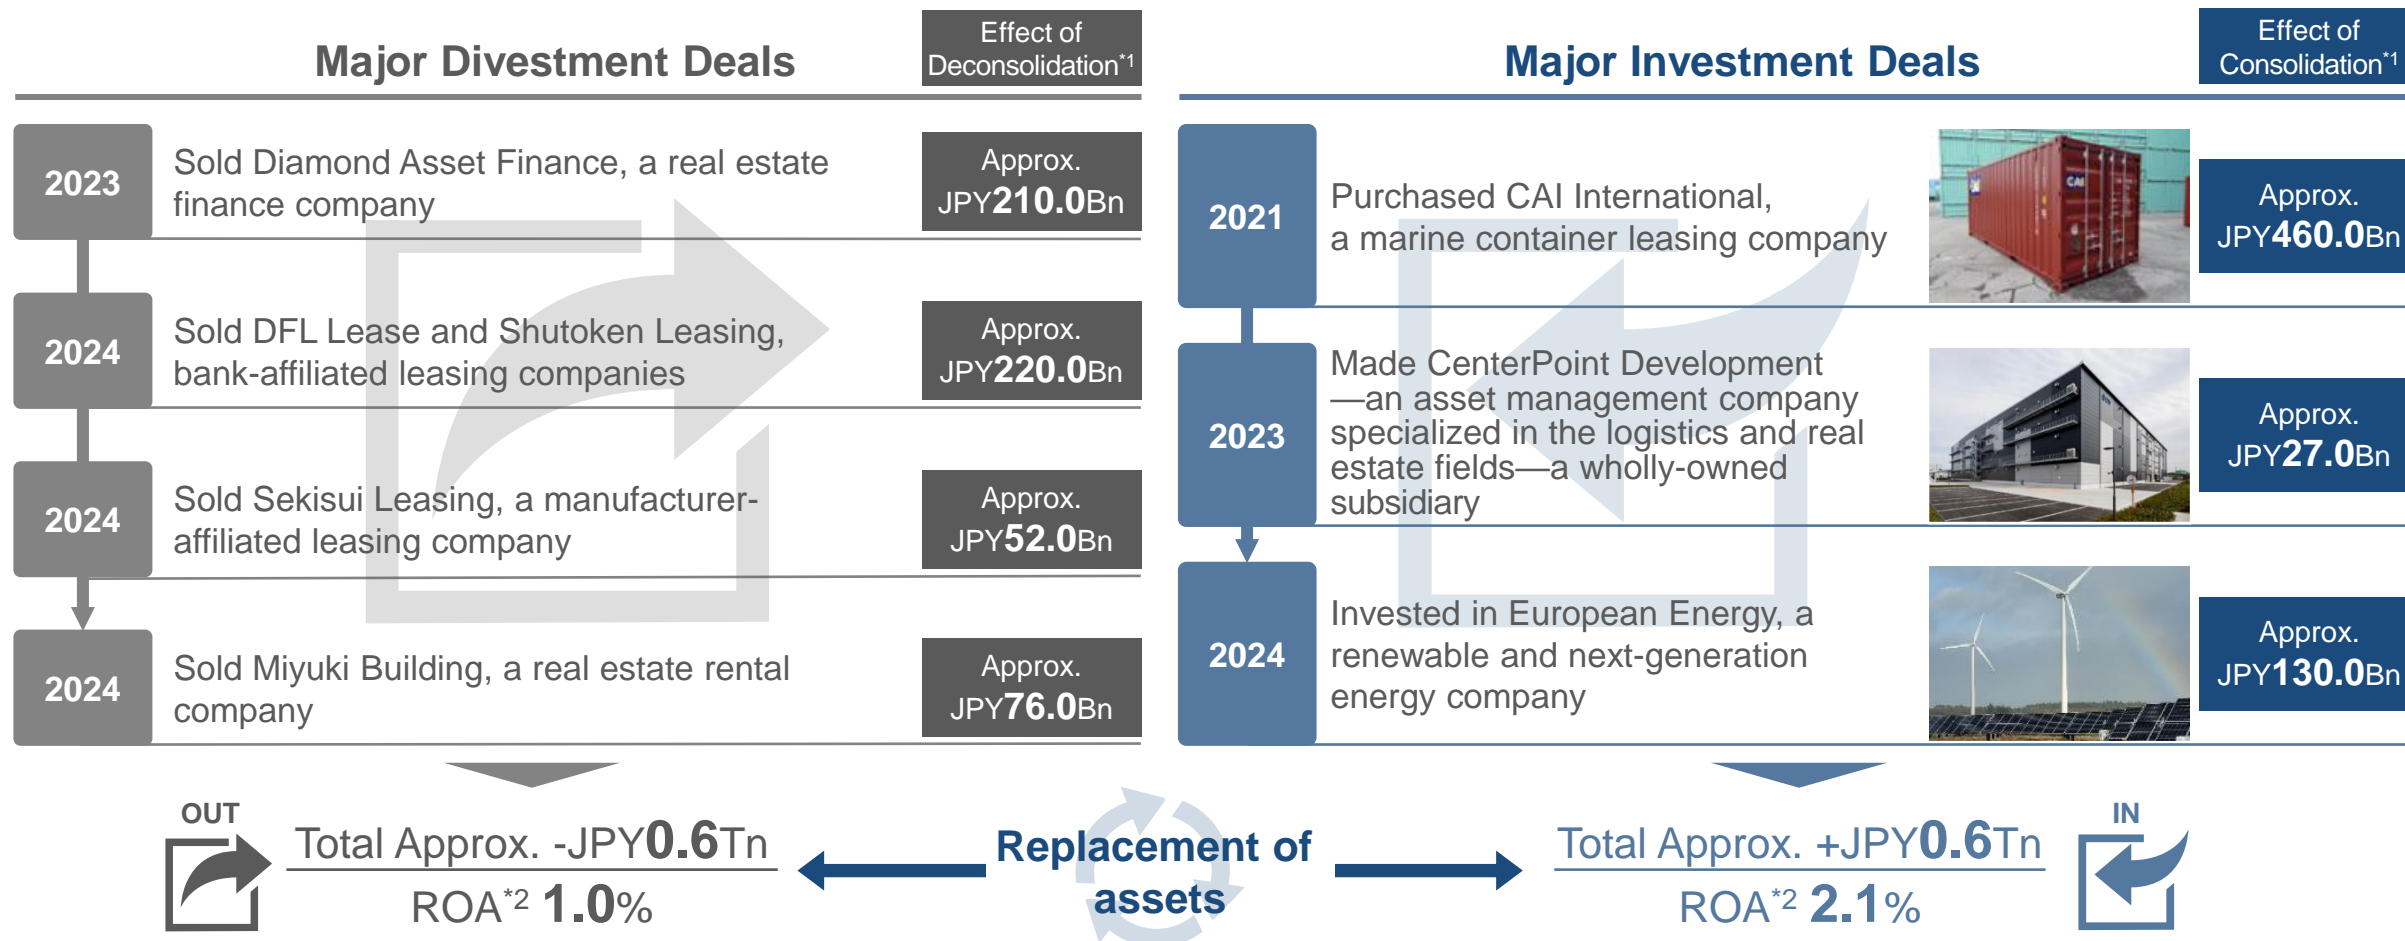 Major Divestment Deals
Effect of
Deconsolidation*1
2023
Sold Diamond Asset Finance, a real estate
finance company
Approx.
JPY210.0Bn
2024
Sold DFL Lease and Shutoken Leasing,
bank-affiliated leasing companies
Approx.
JPY220.0Bn
2024
Sold Sekisui Leasing, a manufacturer-
affiliated leasing company
Approx.
JPY52.0Bn
2024
Sold Miyuki Building, a real estate rental
company
Approx.
JPY76.0Bn
OUT
Total Approx. -JPY0.6Tn
ROA*2 1.0%
Replacement of
assets
Major Investment Deals
Effect of
Consolidation*1
2021
Purchased CAI International,
a marine container leasing company
CAI
Approx.
JPY460.0Bn
2023
Made CenterPoint Development
—an asset management company
specialized in the logistics and real
estate fields—a wholly-owned
subsidiary
Approx.
JPY27.0Bn
2024
Invested in European Energy, a
renewable and next-generation
energy company
Approx.
JPY130.0Bn
Total Approx. +JPY0.6Tn
ROA*2 2.1%
IN